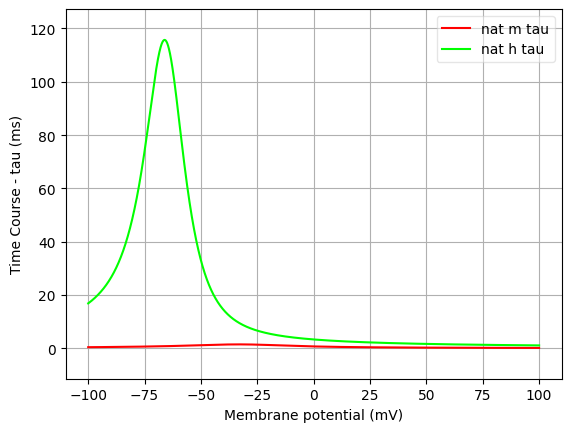 120
100
80
60
40
20
0
Time Course - tau (ms)
nat m tau
nat h tau
−100 −75 −50 −25 0 25 50 75 100
Membrane potential (mV)